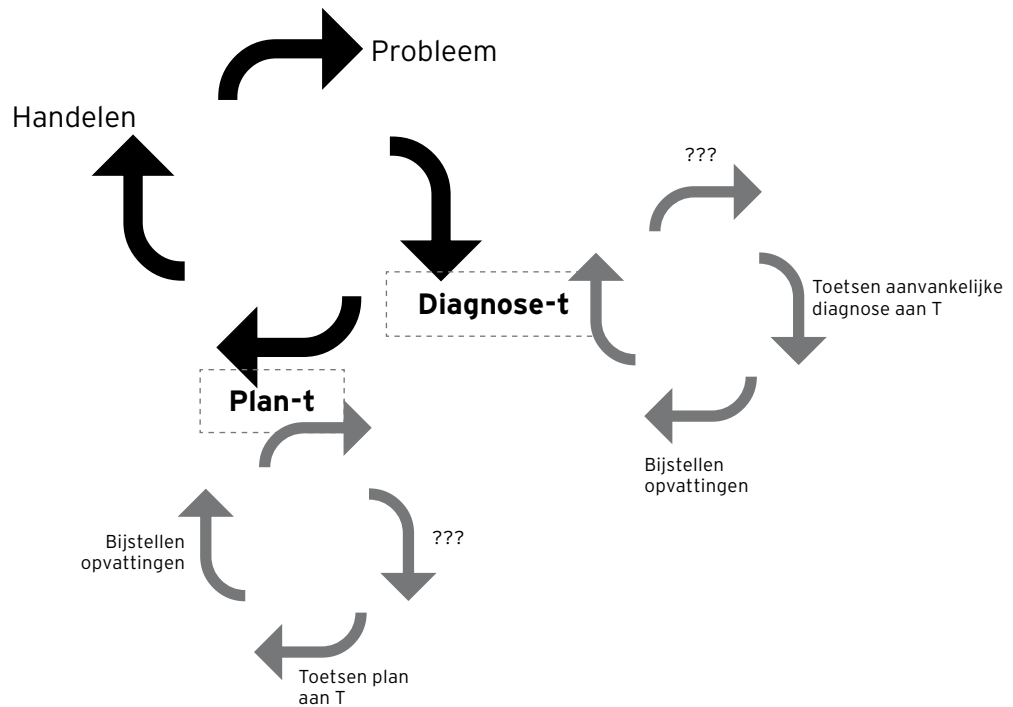 Probleem
Handelen
???
Toetsen aanvankelijke
diagnose aan T
Diagnose-t
Plan-t
Bijstellen
opvattingen
Bijstellen
opvattingen
???
Toetsen plan
aan T